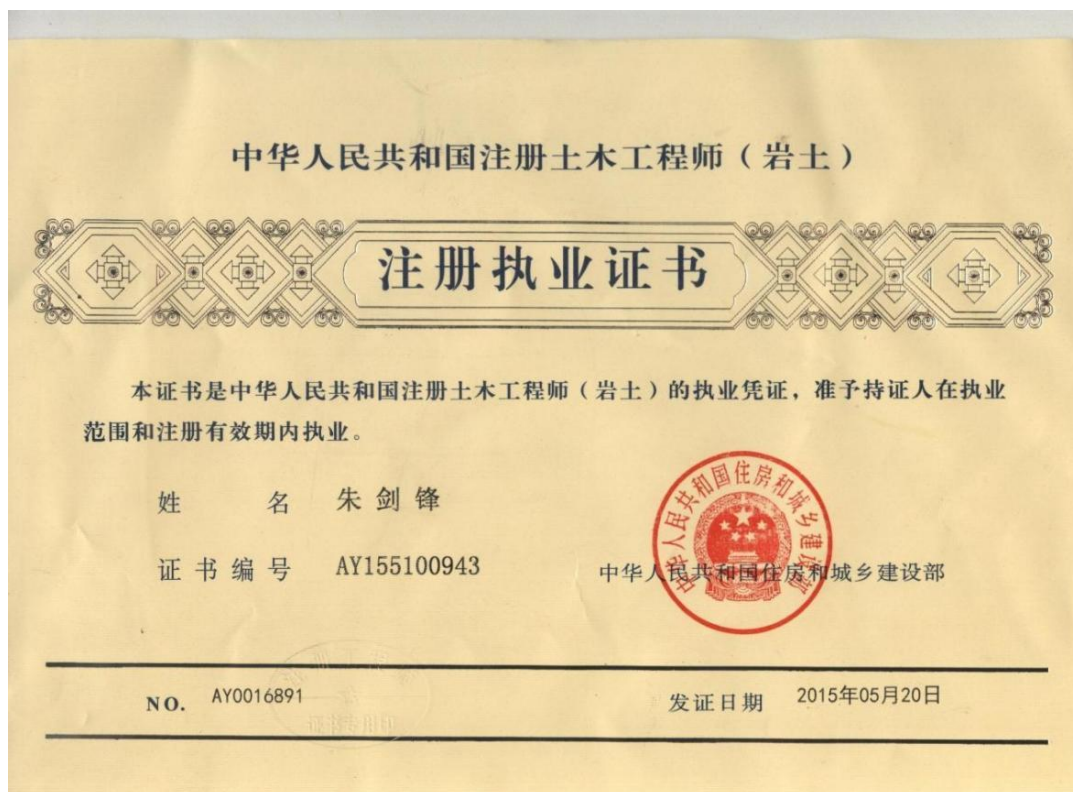 中华人民共和国注册土木工程师（岩土）
注册执业证书
本证书是中华人民共和国注册土木工程师（岩土）的执业凭证，准予持证人在执业
范围和注册有效期内执业。
姓名 朱剑锋
证书编号 AY155100943
中华人民共和国住房和城乡建设部
中华人民共和国住房和城乡建设部
NO. AY0016891
发证日期 2015年05月20日